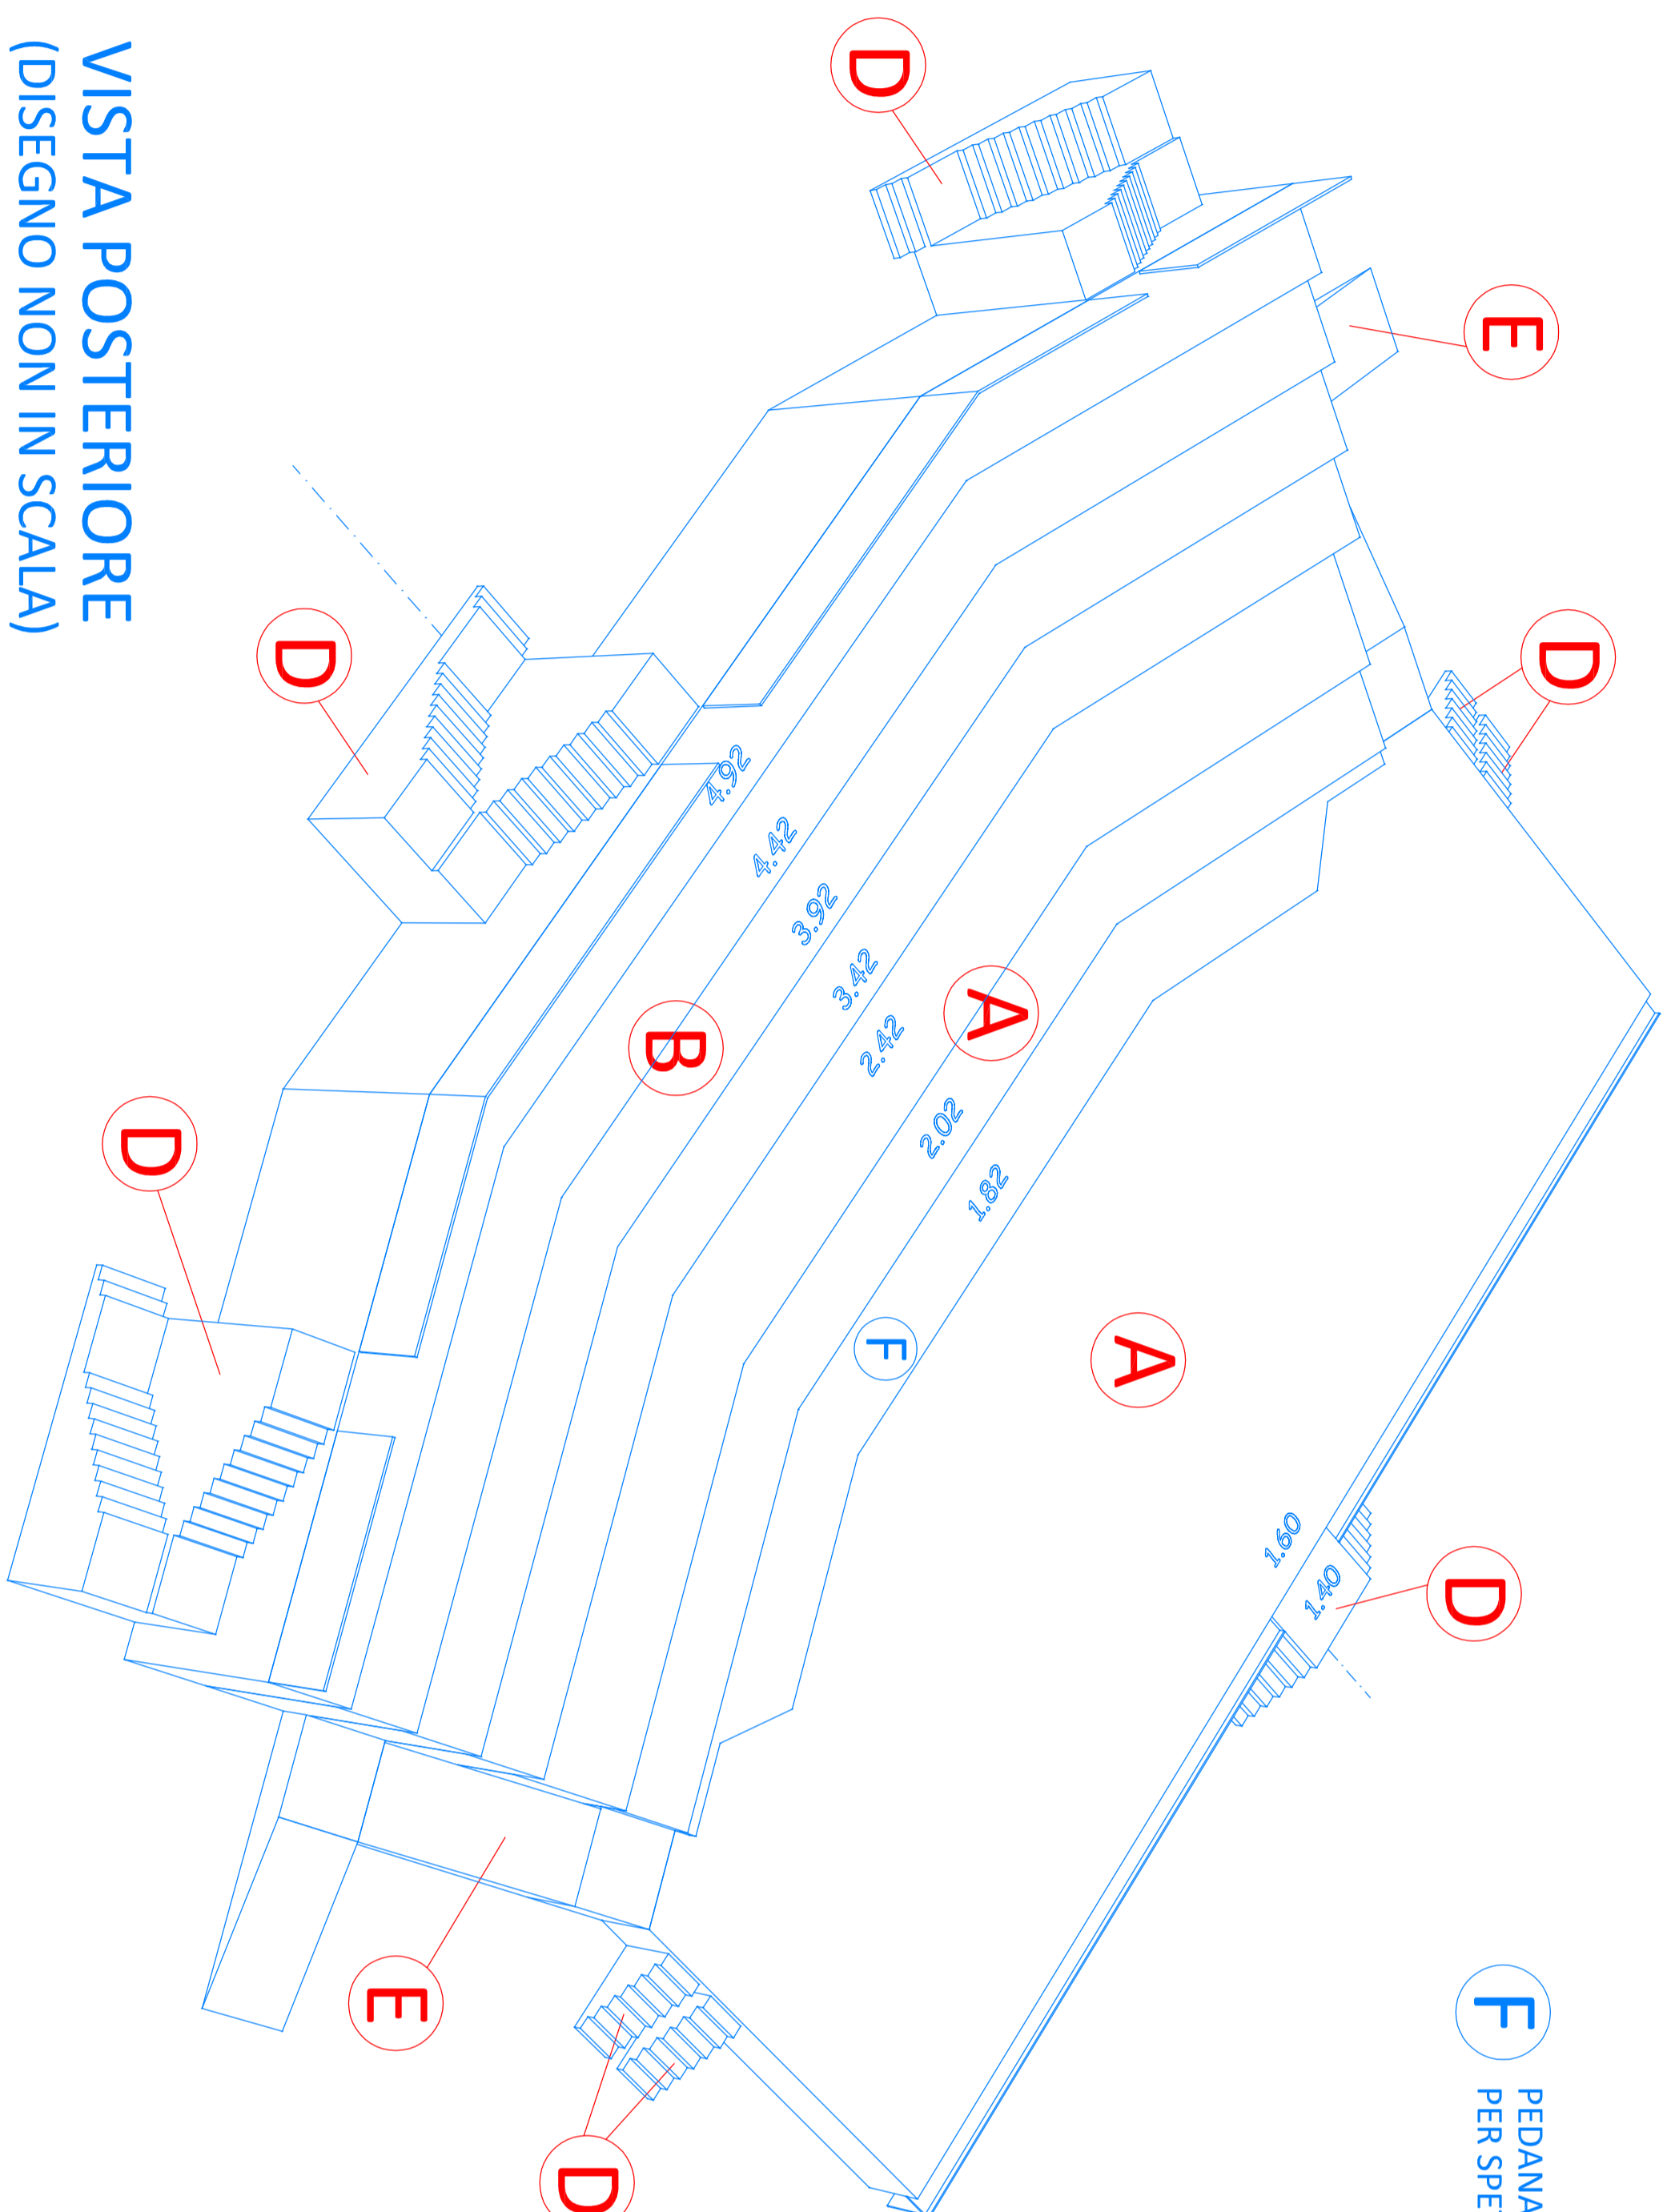 VISTA POSTERIORE
(DISEGNO NON IN SCALA)
D
E
D
D
D
4.92
4.42
3.92
3.42
2.42
2.02
1.82
A
B
A
F
1.60
1.40
D
E
D
F
PEDANA
PER